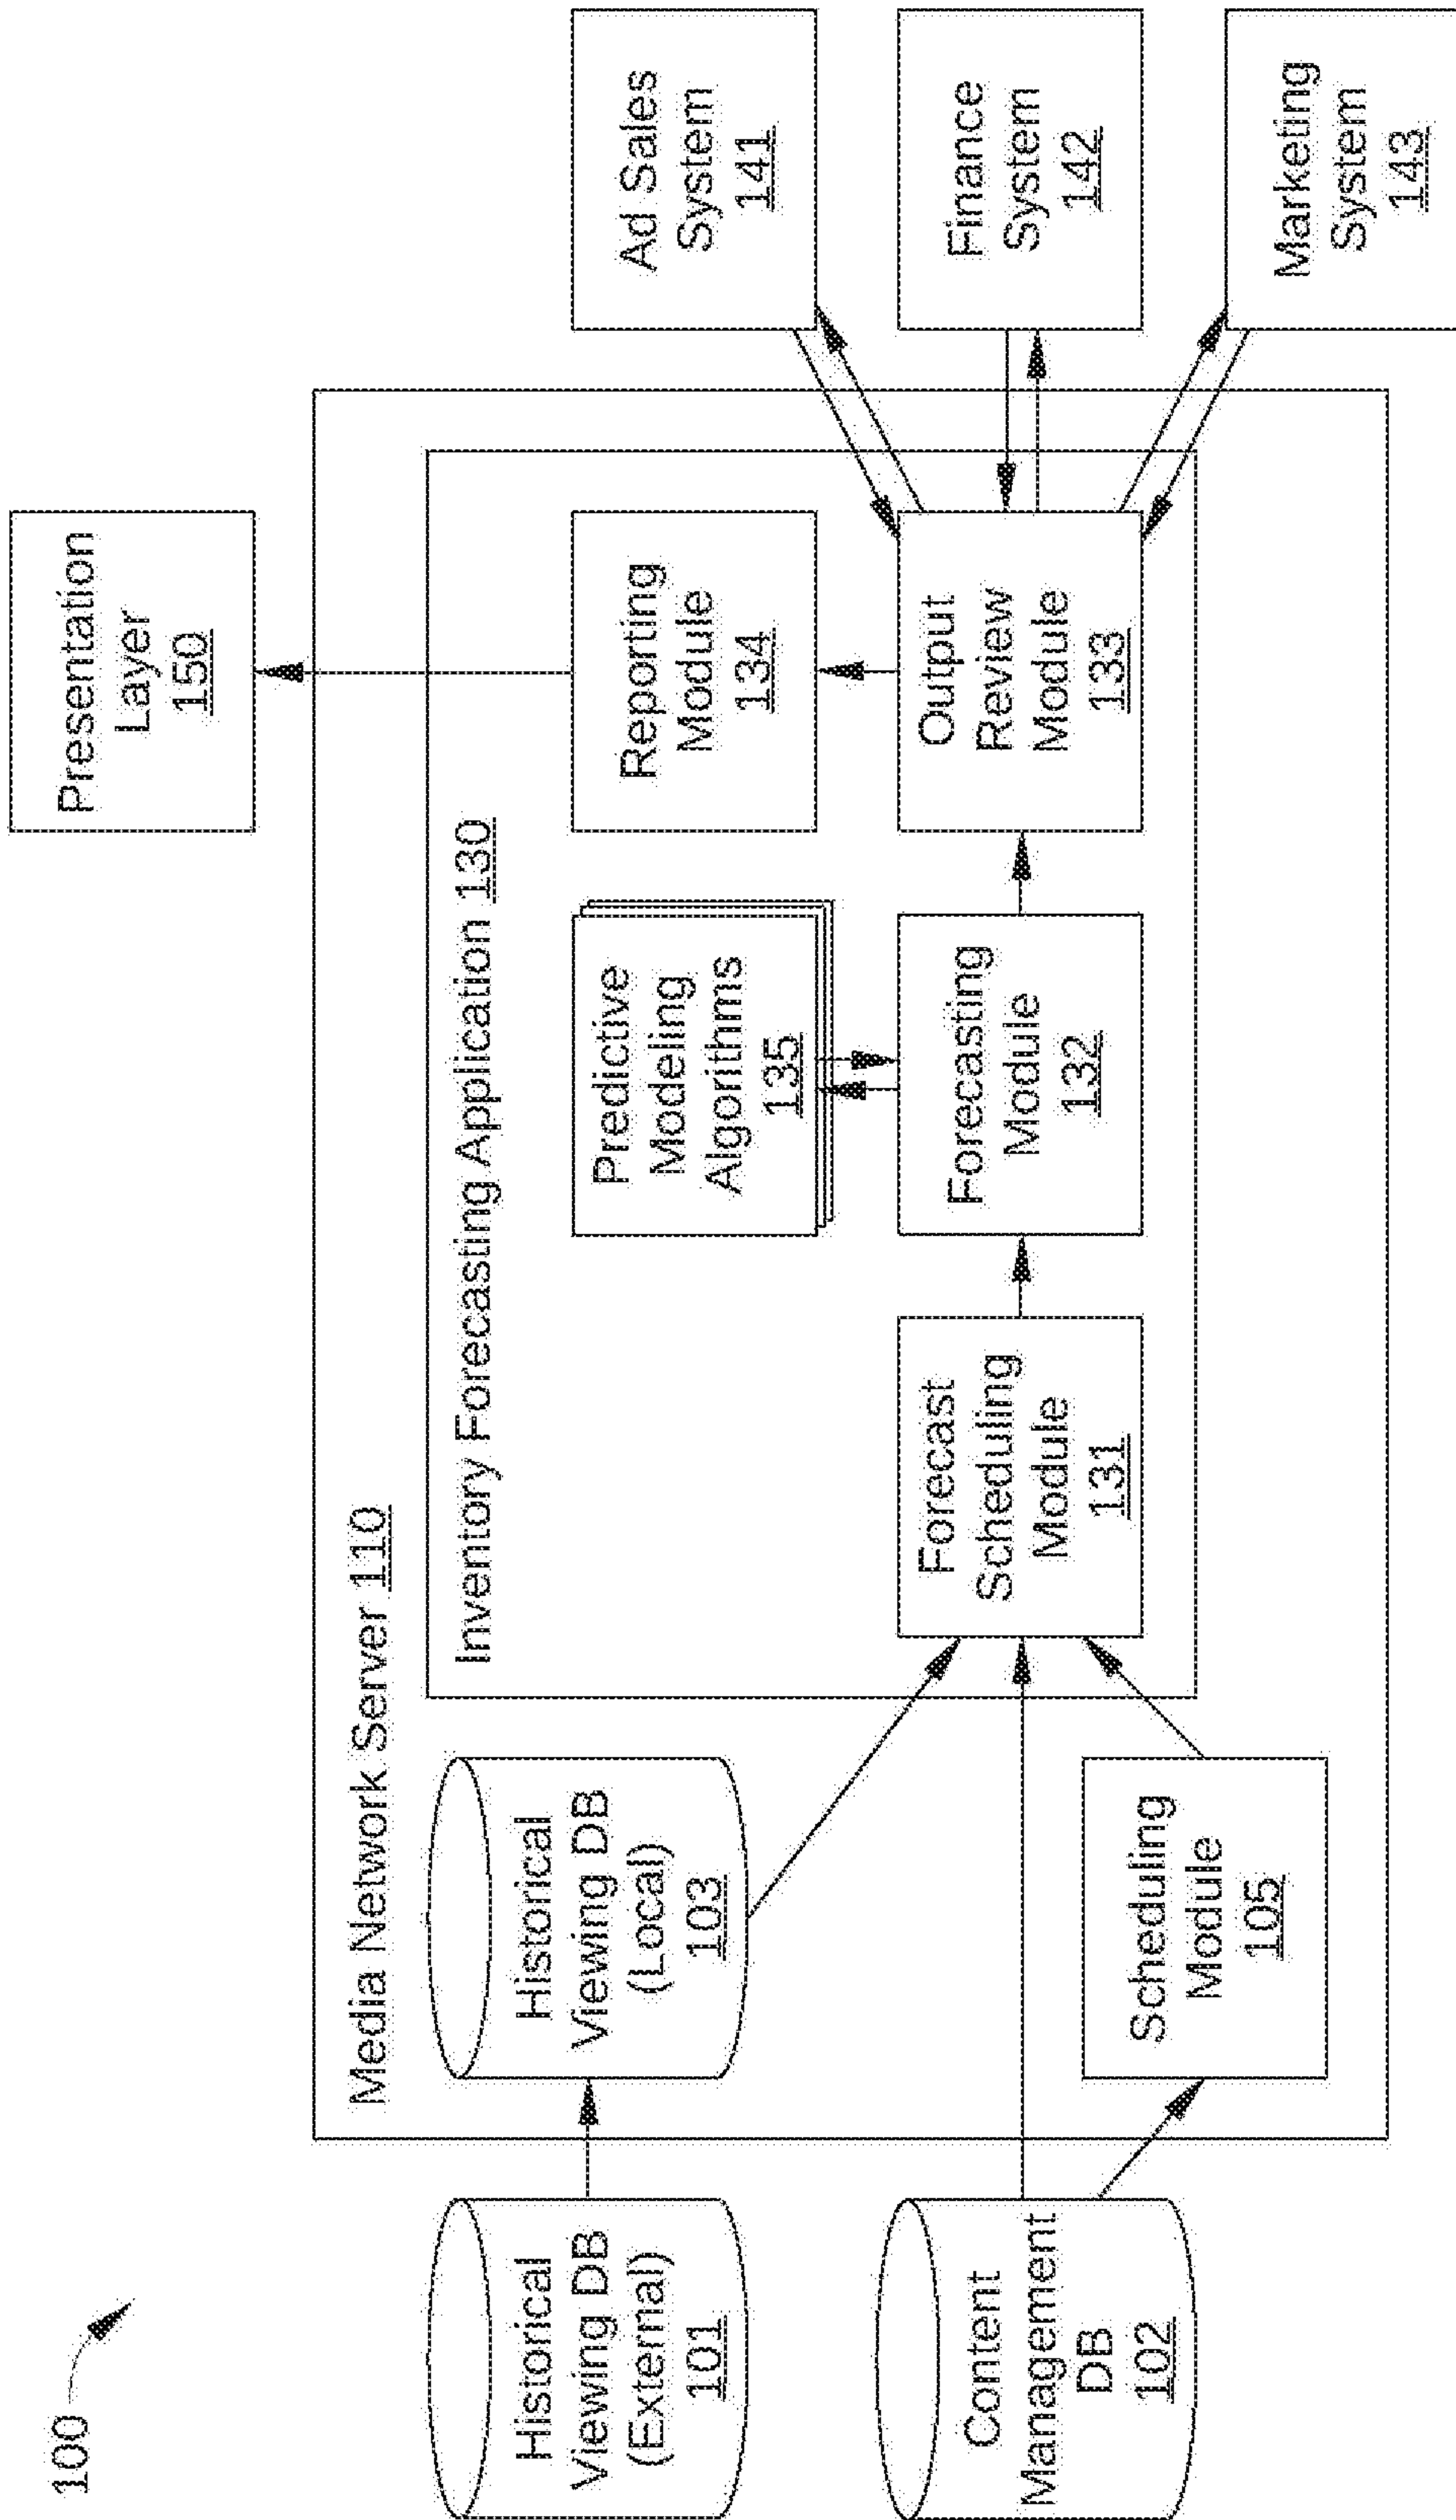 100
Presentation
Layer
150
Media Network Server 110
Inventory Forecasting Application 130
Historical
Viewing DB
(External)
101
Historical
Viewing DB
(Local)
103
Predictive
Modeling
Algorithms
135
Reporting
Module
134
Ad Sales
System
141
Content
Management
DB
102
Forecast
Scheduling
Module
131
Forecasting
Module
132
Output
Review
Module
133
Finance
System
142
Scheduling
Module
105
Marketing
System
143